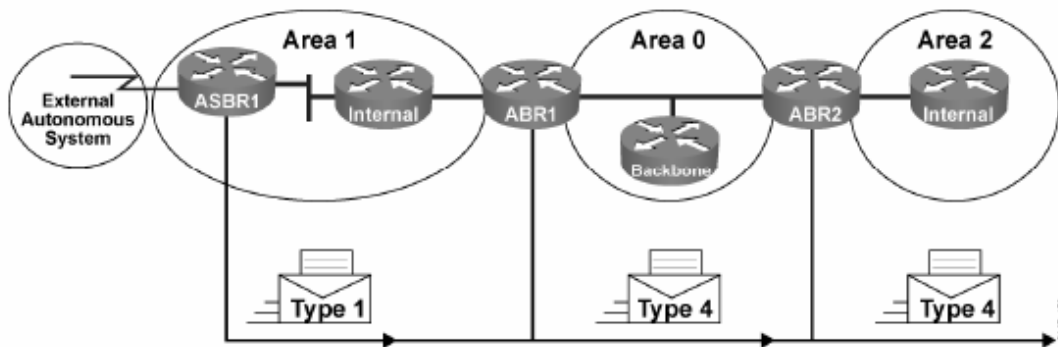 Area 1
Area 0
Area 2
External
Autonomous
System
ASBR1
Internal
ABR1
Backbone
ABR2
Internal
Type 1
Type 4
Type 4